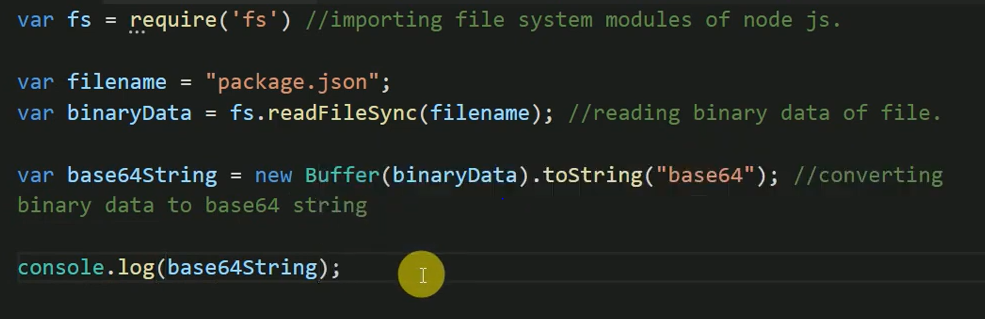 var fs = require('fs') //importing file system modules of node js.
var filename = "package.json";
var binaryData = fs.readFileSync(filename); //reading binary data of file.
var base64String = new Buffer(binaryData).toString("base64"); //converting
binary data to base64 string
console.log(base64String);